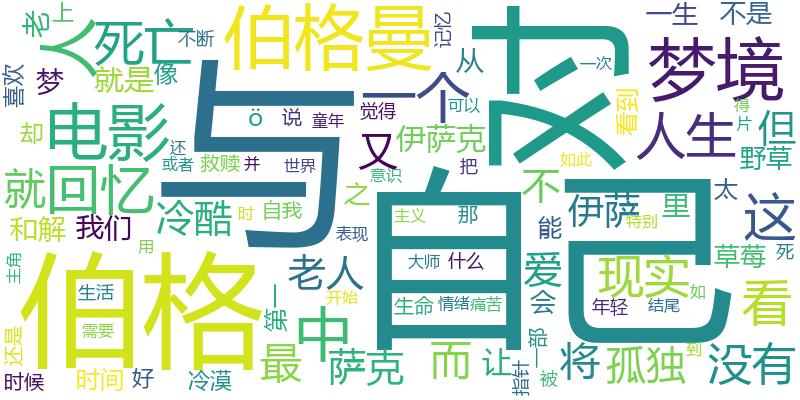 老
上
人
死亡
不断
伯格曼
记忆
对
一生
不是
喜欢
梦
就是
像
从
一次
梦境
电影
与
ö
说
童年
觉得
一个
可以
看到
得
片
却
还
或者
救赎
并
世界
又
伊萨克
如此
人生
但
野草
就
回忆
意识
把
不
里
太
和解
我们
冷酷
时
自我
之
主义
那
伊萨
特别
这
用
表现
自己
能
主角
伯格
生活
需要
老人
大师
什么
爱
现实
草莓
死
还是
第一
中
开始
生命
情绪
痛苦
会
年轻
结尾
如
看
时候
时间
好
冷漠
最
萨克
而
让
指针
一部
被
将
孤独
到
没有